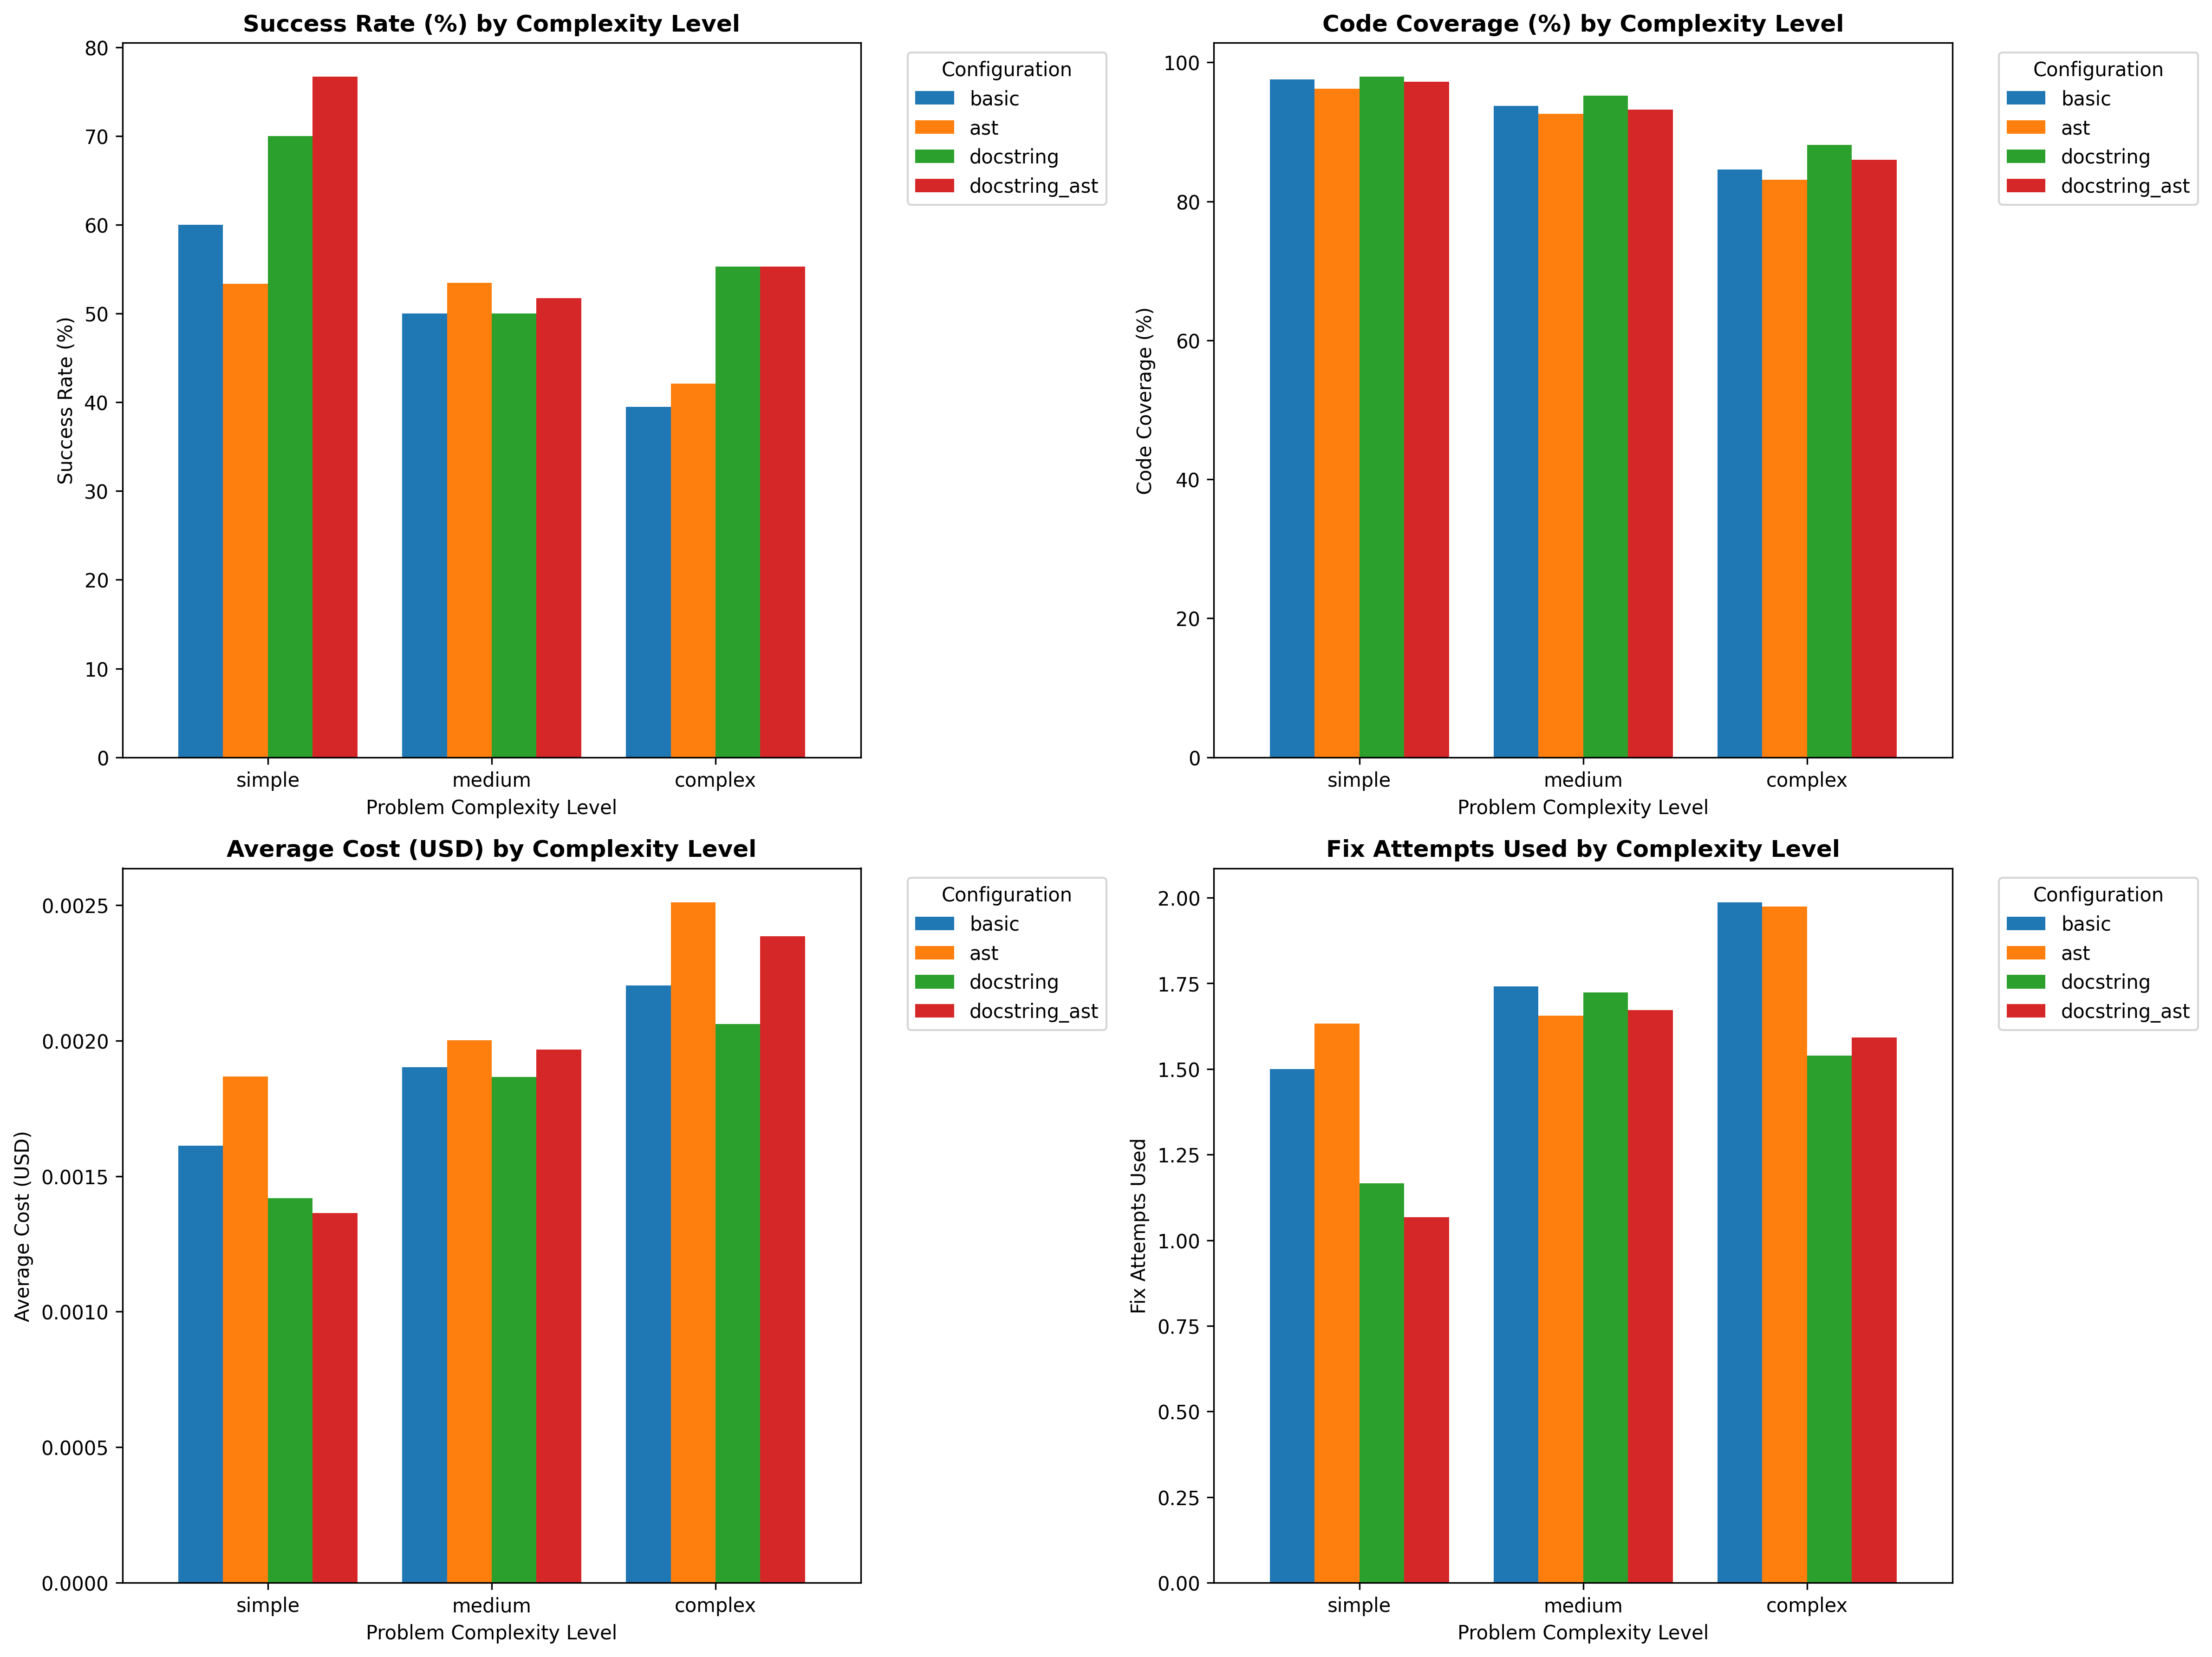 Success Rate (%) by Complexity Level
80
70
60
50
40
30
20
10
0
Success Rate (%)
simple medium complex
Problem Complexity Level
Configuration
basic
ast
docstring
docstring_ast
Code Coverage (%) by Complexity Level
100
80
60
40
20
0
Code Coverage (%)
simple medium complex
Problem Complexity Level
Configuration
basic
ast
docstring
docstring_ast
Average Cost (USD) by Complexity Level
0.0025
0.0020
0.0015
0.0010
0.0005
0.0000
Average Cost (USD)
simple medium complex
Problem Complexity Level
Configuration
basic
ast
docstring
docstring_ast
Fix Attempts Used by Complexity Level
2.00
1.75
1.50
1.25
1.00
0.75
0.50
0.25
0.00
Fix Attempts Used
simple medium complex
Problem Complexity Level
Configuration
basic
ast
docstring
docstring_ast